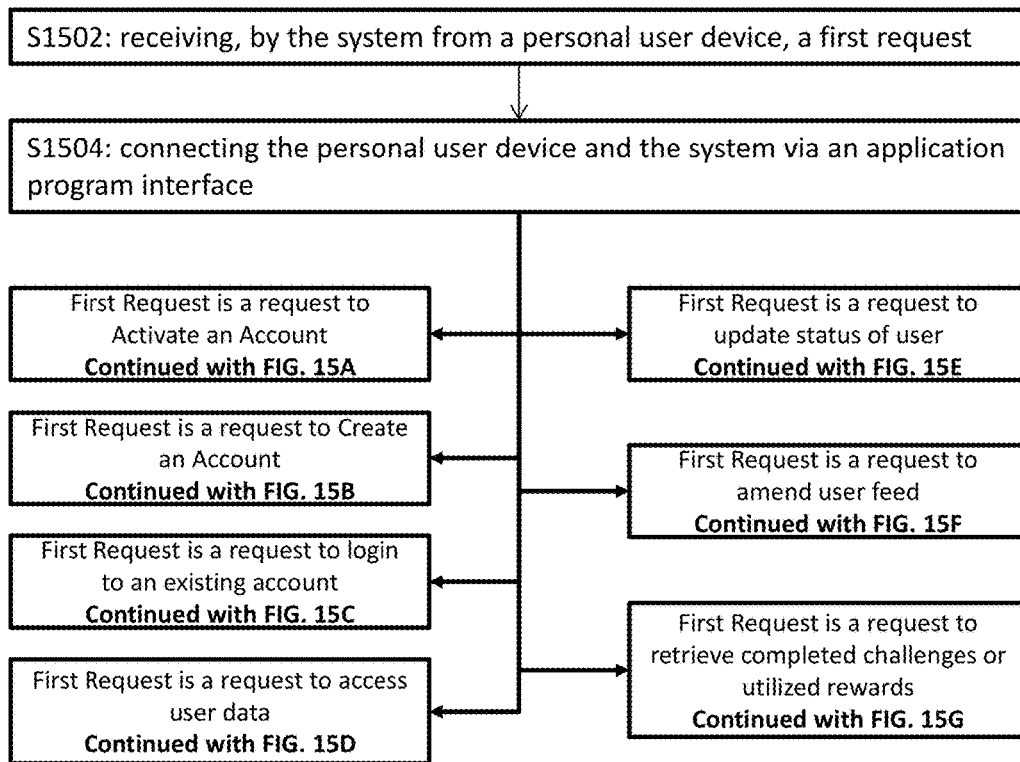 S1502: receiving, by the system from a personal user device, a first request
S1504: connecting the personal user device and the system via an application
program interface
First Request is a request to
Activate an Account
Continued with FIG. 15A
First Request is a request to Create
an Account
Continued with FIG. 15B
First Request is a request to login
to an existing account
Continued with FIG. 15C
First Request is a request to access
user data
Continued with FIG. 15D
First Request is a request to
update status of user
Continued with FIG. 15E
First Request is a request to
amend user feed
Continued with FIG. 15F
First Request is a request to
retrieve completed challenges or
utilized rewards
Continued with FIG. 15G